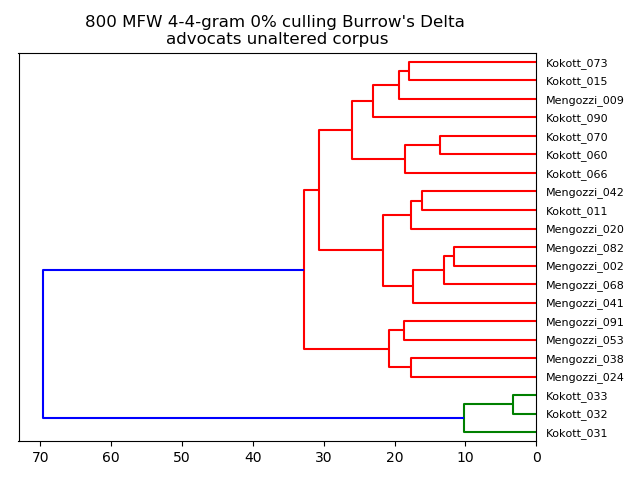 800 MFW 4-4-gram 0% culling Burrow's Delta
advocats unaltered corpus
Kokott_073
Kokott_015
Mengozzi_009
Kokott_090
Kokott_070
Kokott_060
Kokott_066
Mengozzi_042
Kokott_011
Mengozzi_020
Mengozzi_082
Mengozzi_002
Mengozzi_068
Mengozzi_041
Mengozzi_091
Mengozzi_053
Mengozzi_038
Mengozzi_024
Kokott_033
Kokott_032
Kokott_031
70 60 50 40 30 20 10 0